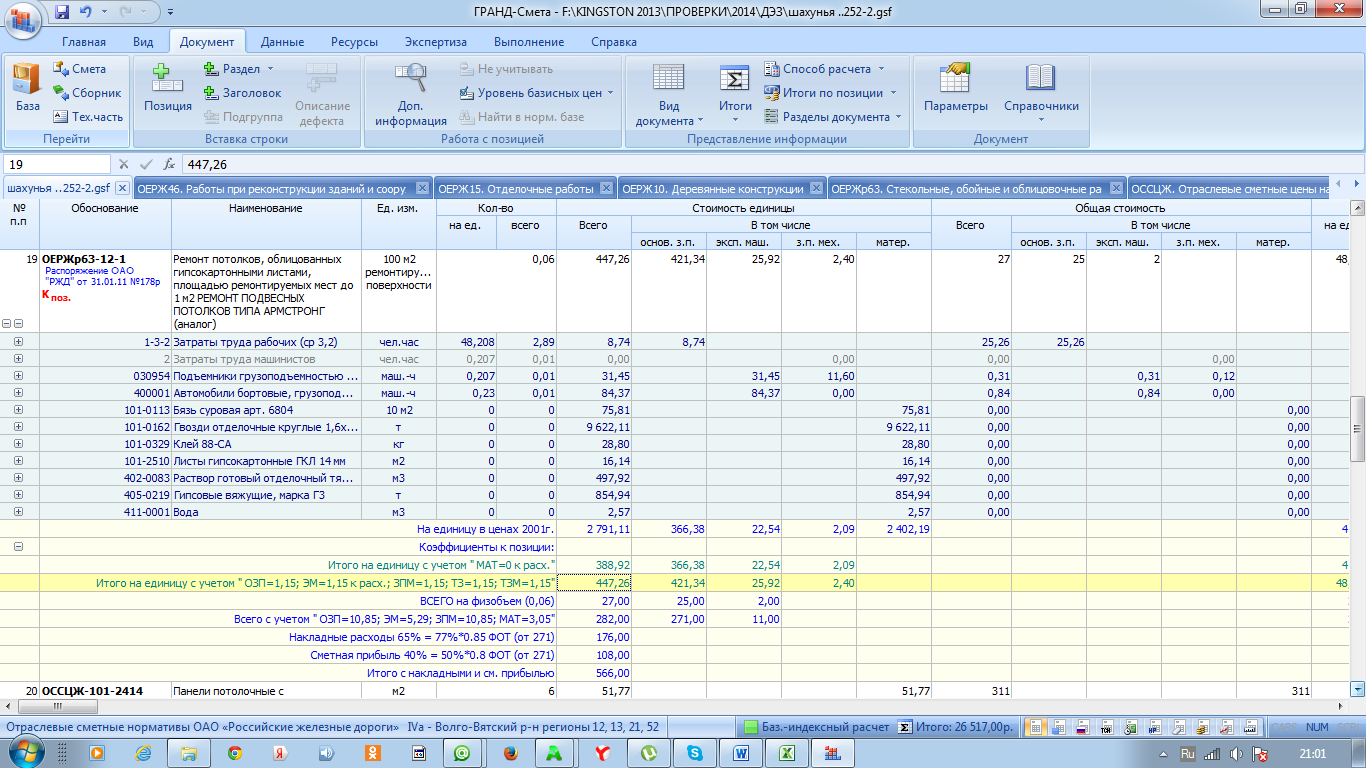 ГРАНД-Смета - F:\KINGSTON 2013\ПРОВЕРКИ\2014\ДЭЗ\шахунья ..252-2.gsf
Главная Вид Документ Данные Ресурсы Экспертиза Выполнение Справка
База
Смета
Сборник
Тех.часть
Перейти
Позиция
Раздел
Заголовок
Подгруппа
Описание дефекта
Вставка строки
Доп. информация
Не учитывать
Уровень базисных цен
Найти в норм. базе
Работа с позицией
Вид документа
Итоги
Способ расчета
Итоги по позиции
Разделы документа
Представление информации
Параметры
Справочники
Документ
19 fx 447,26
шахунья ..252-2.gsf ОЕРЖ46. Работы при реконструкции зданий и соору ОЕРЖ15. Отделочные работы ОЕРЖ10. Деревянные конструкции ОЕРЖр63. Стекольные, обойные и облицовочные ра ОССЦЖ. Отраслевые сметные цены на
№ п.п Обоснование Наименование Ед. изм. Кол-во Стоимость единицы Общая стоимость
на ед. всего Всего В том числе Всего В том числе на ед
основ. з.п. эксп. маш. з.п. мех. матер. основ. з.п. эксп. маш. з.п. мех. матер.
19 ОЕРЖр63-12-1 Ремонт потолков, облицованных 100 м2 0,06 447,26 421,34 25,92 2,40 27 25 2 48,
Распоряжение ОАО гипсокартонными листами, ремонтиру...
"РЖД" от 31.01.11 №178р площадью ремонтируемых мест до поверхности
К поз. 1 м2 РЕМОНТ ПОДВЕСНЫХ
ПОТОЛКОВ ТИПА АРМСТРОНГ
(аналог)
1-3-2 Затраты труда рабочих (ср 3,2) чел.час 48,208 2,89 8,74 8,74 25,26 25,26
2 Затраты труда машинистов чел.час 0,207 0,01 0,00 0,00 0,00 0,00
030954 Подъемники грузоподъемностью ... маш.-ч 0,207 0,01 31,45 31,45 11,60 0,31 0,31 0,12
400001 Автомобили бортовые, грузопод... маш.-ч 0,23 0,01 84,37 84,37 0,00 0,84 0,84 0,00
101-0113 Бязь суровая арт. 6804 10 м2 0 0 75,81 75,81 0,00 0,00
101-0162 Гвозди отделочные круглые 1,6х... т 0 0 9 622,11 9 622,11 0,00 0,00
101-0329 Клей 88-СА кг 0 0 28,80 28,80 0,00 0,00
101-2510 Листы гипсокартонные ГКЛ 14 мм м2 0 0 16,14 16,14 0,00 0,00
402-0083 Раствор готовый отделочный тя... м3 0 0 497,92 497,92 0,00 0,00
405-0219 Гипсовые вяжущие, марка Г3 т 0 0 854,94 854,94 0,00 0,00
411-0001 Вода м3 0 0 2,57 2,57 0,00 0,00
На единицу в ценах 2001г. 2 791,11 366,38 22,54 2,09 2 402,19 4
Коэффициенты к позиции:
Итого на единицу с учетом " МАТ=0 к расх." 388,92 366,38 22,54 2,09 4
Итого на единицу с учетом " ОЗП=1,15; ЭМ=1,15 к расх.; ЗПМ=1,15; ТЗ=1,15; ТЗМ=1,15" 447,26 421,34 25,92 2,40 48,
ВСЕГО на физобъем (0,06) 27,00 25,00 2,00
Всего с учетом " ОЗП=10,85; ЭМ=5,29; ЗПМ=10,85; МАТ=3,05" 282,00 271,00 11,00
Накладные расходы 65% = 77%*0.85 ФОТ (от 271) 176,00
Сметная прибыль 40% = 50%*0.8 ФОТ (от 271) 108,00
Итого с накладными и см. прибылью 566,00
20 ОССЦЖ-101-2414 Панели потолочные с м2 6 51,77 51,77 311 311
Отраслевые сметные нормативы ОАО «Российские железные дороги» IVa - Волго-Вятский р-н регионы 12, 13, 21, 52 Баз.-индексный расчет Итого: 26 517,00р. CAPS NUM SCRL
Ru 21:01